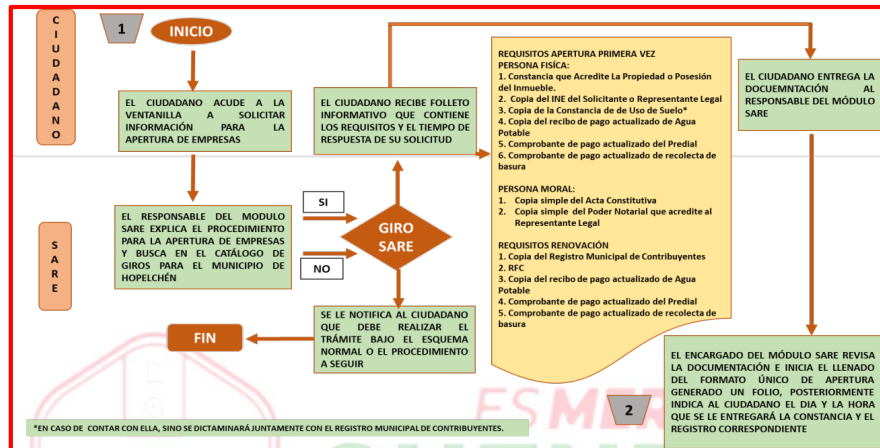 CIUDADANO
1
INICIO
EL CIUDADANO ACUDE A LA
VENTANILLA A SOLICITAR
INFORMACIÓN PARA LA
APERTURA DE EMPRESAS
EL CIUDADANO RECIBE FOLLETO
INFORMATIVO QUE CONTIENE
LOS REQUISITOS Y EL TIEMPO DE
RESPUESTA DE SU SOLICITUD
REQUISITOS APERTURA PRIMERA VEZ
PERSONA FISÍCA:
1. Constancia que Acredite La Propiedad o Posesión
del Inmueble.
2. Copia del INE del Solicitante o Representante Legal
3. Copia de la Constancia de de Uso de Suelo*
4. Copia del recibo de pago actualizado de Agua
Potable
5. Comprobante de pago actualizado del Predial
6. Comprobante de pago actualizado de recolecta de
basura
PERSONA MORAL:
1. Copia simple del Acta Constitutiva
2. Copia simple del Poder Notarial que acredite al
Representante Legal
REQUISITOS RENOVACIÓN
1. Copia del Registro Municipal de Contribuyentes
2. RFC
3. Copia del recibo de pago actualizado de Agua
Potable
4. Comprobante de pago actualizado del Predial
5. Comprobante de pago actualizado de recolecta de
basura
EL CIUDADANO ENTREGA LA
DOCUEMNTACIÓN AL
RESPONSABLE DEL MÓDULO
SARE
SARE
EL RESPONSABLE DEL MODULO
SARE EXPLICA EL PROCEDIMIENTO
PARA LA APERTURA DE EMPRESAS
Y BUSCA EN EL CATÁLOGO DE
GIROS PARA EL MUNICIPIO DE
HOPELCHÉN
SI
NO
GIRO
SARE
SE LE NOTIFICA AL CIUDADANO
QUE DEBE REALIZAR EL
TRÁMITE BAJO EL ESQUEMA
NORMAL O EL PROCEDIMIENTO
A SEGUIR
FIN
EL ENCARGADO DEL MÓDULO SARE REVISA
LA DOCUMENTACIÓN E INICIA EL LLENADO
DEL FORMATO ÚNICO DE APERTURA
GENERADO UN FOLIO, POSTERIORMENTE
INDICA AL CIUDADANO EL DIA Y LA HORA
QUE SE LE ENTREGARÁ LA CONSTANCIA Y EL
REGISTRO CORRESPONDIENTE
2
*EN CASO DE CONTAR CON ELLA, SINO SE DICTAMINARÁ JUNTAMENTE CON EL REGISTRO MUNICIPAL DE CONTRIBUYENTES.
ES